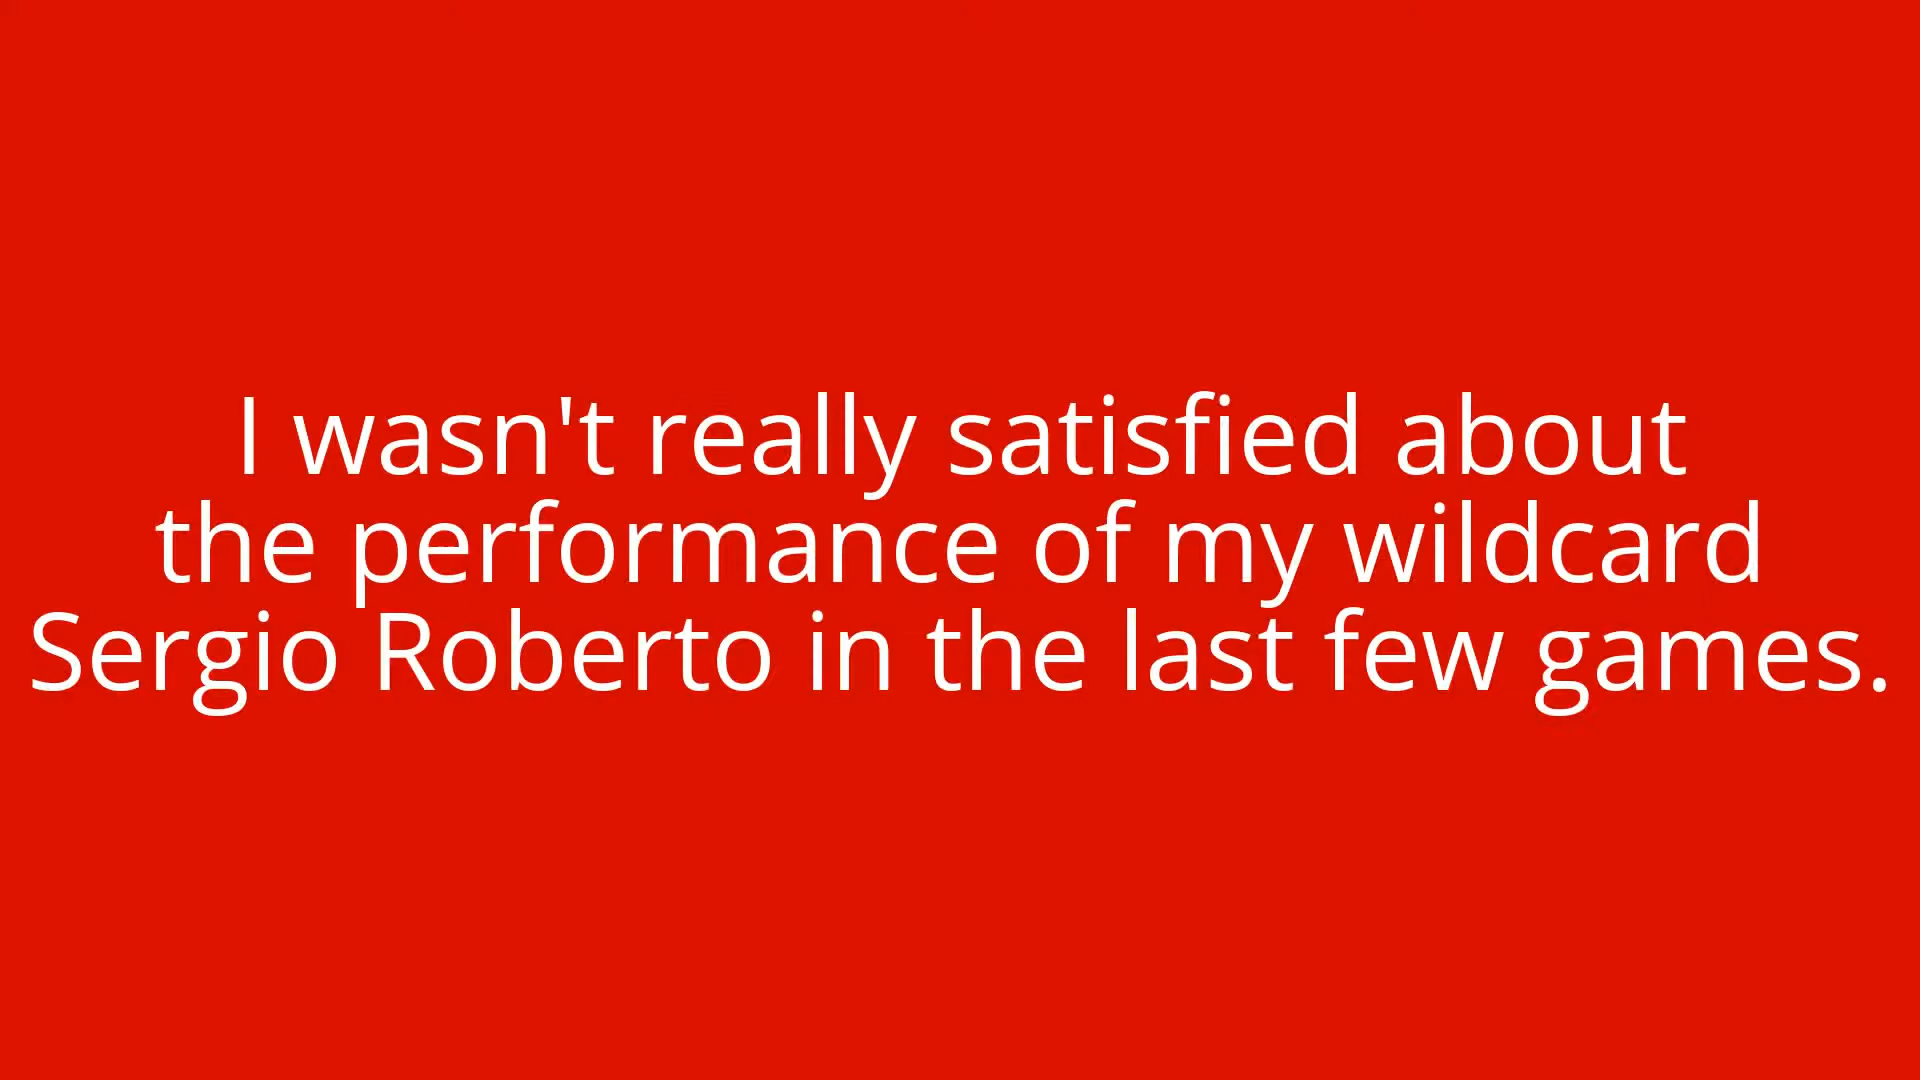 I wasn't really satisfied about
the performance of my wildcard
Sergio Roberto in the last few games.